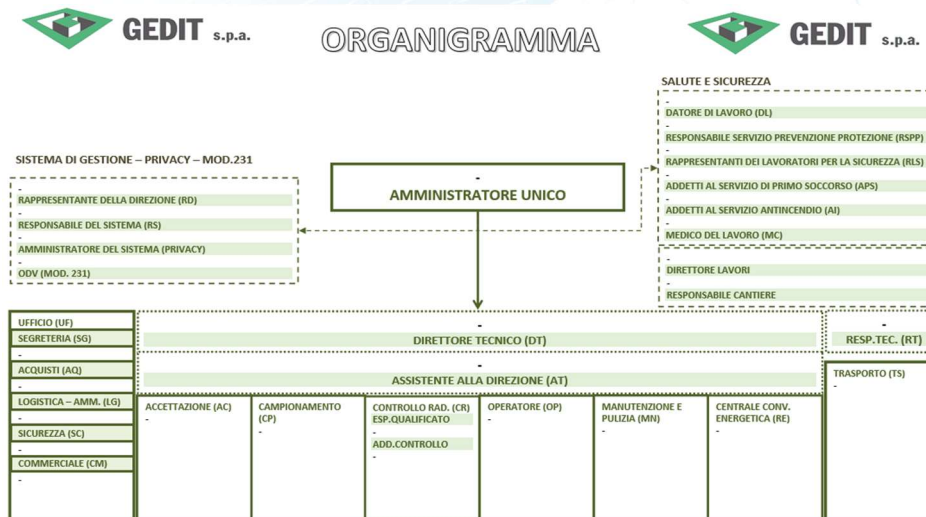 GEDIT s.p.a.
ORGANIGRAMMA
GEDIT s.p.a.
SALUTE E SICUREZZA
-
DATORE DI LAVORO (DL)
-
RESPONSABILE SERVIZIO PREVENZIONE PROTEZIONE (RSPP)
-
RAPPRESENTANTI DEI LAVORATORI PER LA SICUREZZA (RLS)
-
ADDETTI AL SERVIZIO DI PRIMO SOCCORSO (APS)
-
ADDETTI AL SERVIZIO ANTINCENDIO (AI)
-
MEDICO DEL LAVORO (MC)
-
DIRETTORE LAVORI
-
RESPONSABILE CANTIERE
SISTEMA DI GESTIONE – PRIVACY – MOD.231
-
RAPPRESENTANTE DELLA DIREZIONE (RD)
-
RESPONSABILE DEL SISTEMA (RS)
-
AMMINISTRATORE DEL SISTEMA (PRIVACY)
-
ODV (MOD. 231)
-
AMMINISTRATORE UNICO
UFFICIO (UF)
SEGRETERIA (SG)
-
ACQUISTI (AQ)
-
LOGISTICA – AMM. (LG)
-
SICUREZZA (SC)
-
COMMERCIALE (CM)
-
-
DIRETTORE TECNICO (DT)
-
ASSISTENTE ALLA DIREZIONE (AT)
ACCETTAZIONE (AC)
-
CAMPIONAMENTO
(CP)
-
CONTROLLO RAD. (CR)
ESP.QUALIFICATO
-
ADD.CONTROLLO
-
OPERATORE (OP)
-
MANUTENZIONE E
PULIZIA (MN)
-
CENTRALE CONV.
ENERGETICA (RE)
-
-
RESP.TEC. (RT)
TRASPORTO (TS)
-